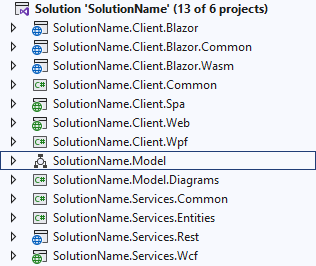 Solution 'SolutionName' (13 of 6 projects)
SolutionName.Client.Blazor
SolutionName.Client.Blazor.Common
SolutionName.Client.Blazor.Wasm
C# SolutionName.Client.Common
SolutionName.Client.Spa
SolutionName.Client.Web
C# SolutionName.Client.Wpf
SolutionName.Model
C# SolutionName.Model.Diagrams
C# SolutionName.Services.Common
C# SolutionName.Services.Entities
SolutionName.Services.Rest
SolutionName.Services.Wcf